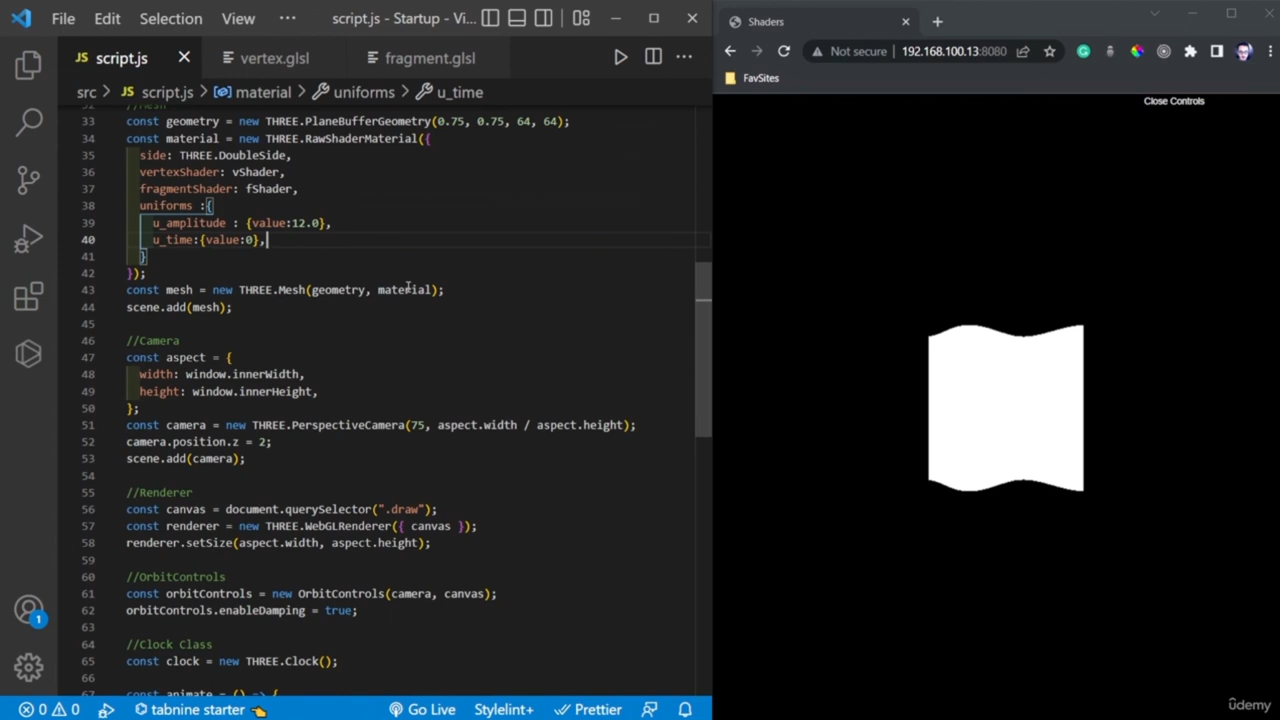 File Edit Selection View ··· script.js - Startup - Vi...
JS script.js × vertex.glsl fragment.glsl
src > JS script.js > material > uniforms > u_time
33 const geometry = new THREE.PlaneBufferGeometry(0.75, 0.75, 64, 64);
34 const material = new THREE.RawShaderMaterial({
35 side: THREE.DoubleSide,
36 vertexShader: vShader,
37 fragmentShader: fShader,
38 uniforms :{
39 u_amplitude : {value:12.0},
40 u_time:{value:0},
41 }
42 });
43 const mesh = new THREE.Mesh(geometry, material);
44 scene.add(mesh);
45
46 //Camera
47 const aspect = {
48 width: window.innerWidth,
49 height: window.innerHeight,
50 };
51 const camera = new THREE.PerspectiveCamera(75, aspect.width / aspect.height);
52 camera.position.z = 2;
53 scene.add(camera);
54
55 //Renderer
56 const canvas = document.querySelector(".draw");
57 const renderer = new THREE.WebGLRenderer({ canvas });
58 renderer.setSize(aspect.width, aspect.height);
59
60 //OrbitControls
61 const orbitControls = new OrbitControls(camera, canvas);
62 orbitControls.enableDamping = true;
63
64 //Clock Class
65 const clock = new THREE.Clock();
66
67 const animate = () => {
1
0 0 tabnine starter Go Live Stylelint+ Prettier
Shaders
Not secure 192.168.100.13:8080
FavSites
Close Controls
ûdemy